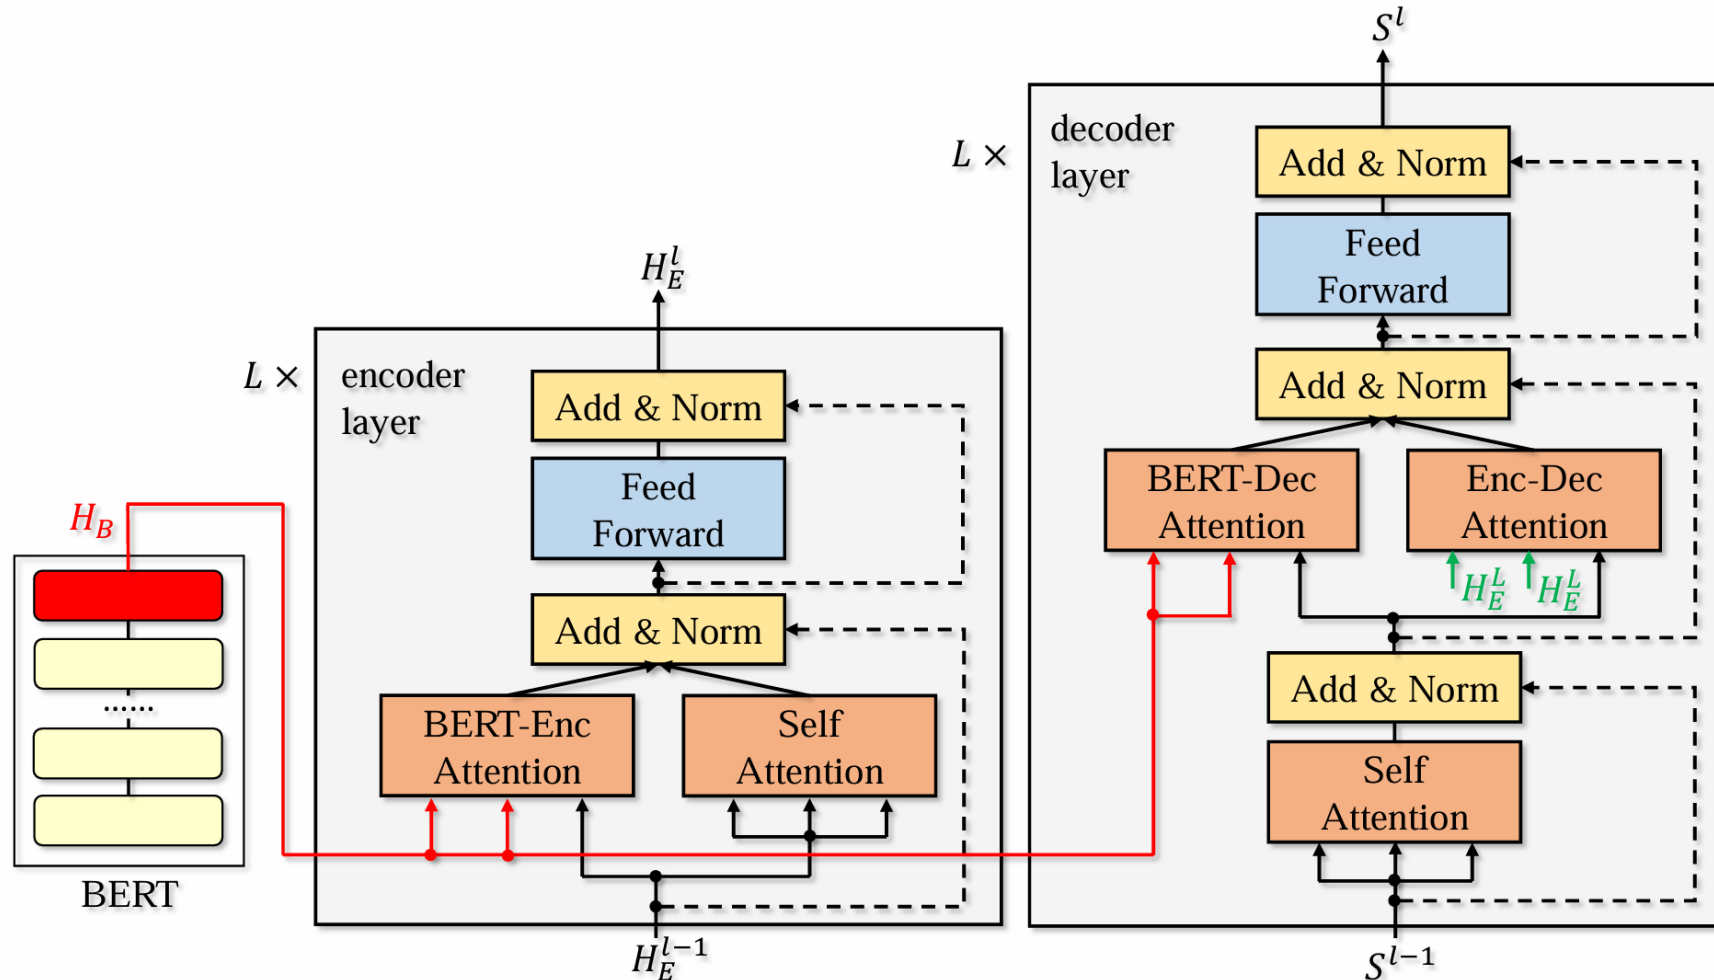 H_B
......
BERT
L ×
encoder
layer
H_E^l
Add & Norm
Feed
Forward
Add & Norm
BERT-Enc
Attention
Self
Attention
H_E^{l-1}
L ×
decoder
layer
S^l
Add & Norm
Feed
Forward
Add & Norm
BERT-Dec
Attention
Enc-Dec
Attention
H_E^L
H_E^L
Add & Norm
Self
Attention
S^{l-1}